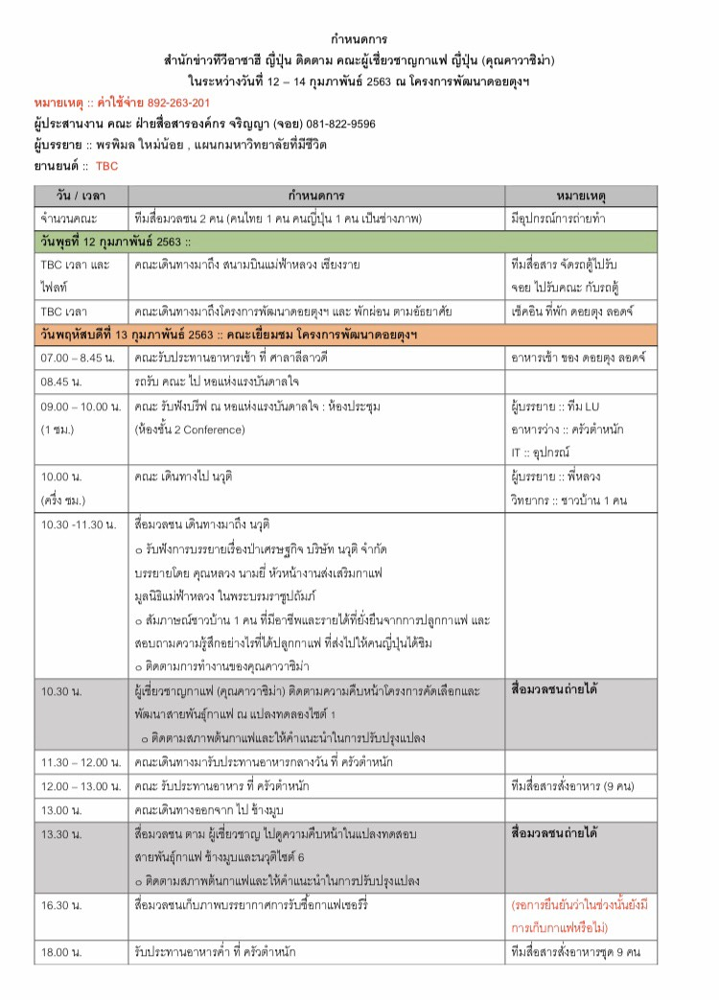 กำหนดการ
สำนักข่าวทีวีอาซาฮี ญี่ปุ่น ติดตาม คณะผู้เชี่ยวชาญกาแฟ ญี่ปุ่น (คุณคาวาชิม่า)
ในระหว่างวันที่ 12 – 14 กุมภาพันธ์ 2563 ณ โครงการพัฒนาดอยตุงฯ
หมายเหตุ :: ค่าใช้จ่าย 892-263-201
ผู้ประสานงาน คณะ ฝ่ายสื่อสารองค์กร จริญญา (จอย) 081-822-9596
ผู้บรรยาย :: พรพิมล ใหม่น้อย , แผนกมหาวิทยาลัยที่มีชีวิต
ยานยนต์ :: TBC
วัน / เวลา กำหนดการ หมายเหตุ
จำนวนคณะ ทีมสื่อมวลชน 2 คน (คนไทย 1 คน คนญี่ปุ่น 1 คน เป็นช่างภาพ) มีอุปกรณ์การถ่ายทำ
วันพุธที่ 12 กุมภาพันธ์ 2563 ::
TBC เวลา และ คณะเดินทางมาถึง สนามบินแม่ฟ้าหลวง เชียงราย ทีมสื่อสาร จัดรถตู้ไปรับ
ไฟลท์ จอย ไปรับคณะ กับรถตู้
TBC เวลา คณะเดินทางมาถึงโครงการพัฒนาดอยตุงฯ และ พักผ่อน ตามอัธยาศัย เช็คอิน ที่พัก ดอยตุง ลอดจ์
วันพฤหัสบดีที่ 13 กุมภาพันธ์ 2563 :: คณะเยี่ยมชม โครงการพัฒนาดอยตุงฯ
07.00 – 8.45 น. คณะรับประทานอาหารเช้า ที่ ศาลาลีลาวดี อาหารเช้า ของ ดอยตุง ลอดจ์
08.45 น. รถรับ คณะ ไป หอแห่งแรงบันดาลใจ
09.00 – 10.00 น. คณะ รับฟังบรีฟ ณ หอแห่งแรงบันดาลใจ : ห้องประชุม ผู้บรรยาย :: ทีม LU
(1 ชม.) (ห้องชั้น 2 Conference) อาหารว่าง :: ครัวตำหนัก
IT :: อุปกรณ์
10.00 น. คณะ เดินทางไป นวุติ ผู้บรรยาย :: พี่หลวง
(ครึ่ง ชม.) วิทยากร :: ชาวบ้าน 1 คน
10.30 -11.30 น. สื่อมวลชน เดินทางมาถึง นวุติ
o รับฟังการบรรยายเรื่องป่าเศรษฐกิจ บริษัท นวุติ จำกัด
บรรยายโดย คุณหลวง นามยี่ หัวหน้างานส่งเสริมกาแฟ
มูลนิธิแม่ฟ้าหลวง ในพระบรมราชูปถัมภ์
o สัมภาษณ์ชาวบ้าน 1 คน ที่มีอาชีพและรายได้ที่ยั่งยืนจากการปลูกกาแฟ และ
สอบถามความรู้สึกอย่างไรที่ได้ปลูกกาแฟ ที่ส่งไปให้คนญี่ปุ่นได้ชิม
o ติดตามการทำงานของคุณคาวาชิม่า
10.30 น. ผู้เชี่ยวชาญกาแฟ (คุณคาวาชิม่า) ติดตามความคืบหน้าโครงการคัดเลือกและ สื่อมวลชนถ่ายได้
พัฒนาสายพันธุ์กาแฟ ณ แปลงทดลองไซต์ 1
o ติดตามสภาพต้นกาแฟและให้คำแนะนำในการปรับปรุงแปลง
11.30 – 12.00 น. คณะเดินทางมารับประทานอาหารกลางวัน ที่ ครัวตำหนัก
12.00 – 13.00 น. คณะ รับประทานอาหาร ที่ ครัวตำหนัก ทีมสื่อสารสั่งอาหาร (9 คน)
13.00 น. คณะเดินทางออกจาก ไป ช้างมูบ
13.30 น. สื่อมวลชน ตาม ผู้เชี่ยวชาญ ไปดูความคืบหน้าในแปลงทดสอบ สื่อมวลชนถ่ายได้
สายพันธุ์กาแฟ ช้างมูบและนวุติไซต์ 6
o ติดตามสภาพต้นกาแฟและให้คำแนะนำในการปรับปรุงแปลง
16.30 น. สื่อมวลชนเก็บภาพบรรยากาศการรับซื้อกาแฟเชอร์รี่ (รอการยืนยันว่าในช่วงนั้นยังมี
การเก็บกาแฟหรือไม่)
18.00 น. รับประทานอาหารค่ำ ที่ ครัวตำหนัก ทีมสื่อสารสั่งอาหารชุด 9 คน